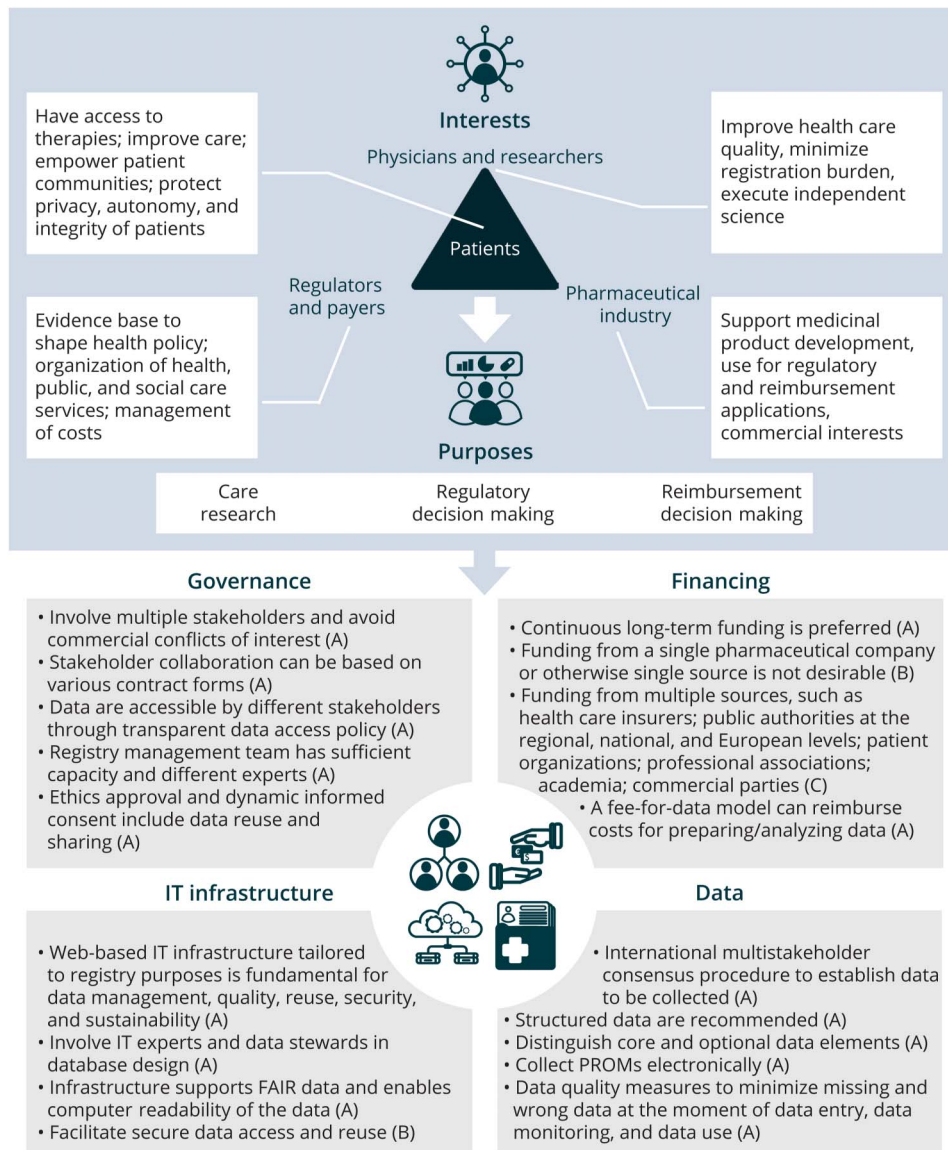 Interests
Physicians and researchers
Have access to
therapies; improve care;
empower patient
communities; protect
privacy, autonomy, and
integrity of patients
Improve health care
quality, minimize
registration burden,
execute independent
science
Patients
Regulators
and payers
Pharmaceutical
industry
Evidence base to
shape health policy;
organization of health,
public, and social care
services; management
of costs
Support medicinal
product development,
use for regulatory
and reimbursement
applications,
commercial interests
Purposes
Care
research
Regulatory
decision making
Reimbursement
decision making
Governance
• Involve multiple stakeholders and avoid
commercial conflicts of interest (A)
• Stakeholder collaboration can be based on
various contract forms (A)
• Data are accessible by different stakeholders
through transparent data access policy (A)
• Registry management team has sufficient
capacity and different experts (A)
• Ethics approval and dynamic informed
consent include data reuse and
sharing (A)
Financing
• Continuous long-term funding is preferred (A)
• Funding from a single pharmaceutical company
or otherwise single source is not desirable (B)
• Funding from multiple sources, such as
health care insurers; public authorities at the
regional, national, and European levels; patient
organizations; professional associations;
academia; commercial parties (C)
• A fee-for-data model can reimburse
costs for preparing/analyzing data (A)
€
$
IT infrastructure
• Web-based IT infrastructure tailored
to registry purposes is fundamental for
data management, quality, reuse, security,
and sustainability (A)
• Involve IT experts and data stewards in
database design (A)
• Infrastructure supports FAIR data and enables
computer readability of the data (A)
• Facilitate secure data access and reuse (B)
Data
• International multistakeholder
consensus procedure to establish data
to be collected (A)
• Structured data are recommended (A)
• Distinguish core and optional data elements (A)
• Collect PROMs electronically (A)
• Data quality measures to minimize missing and
wrong data at the moment of data entry, data
monitoring, and data use (A)